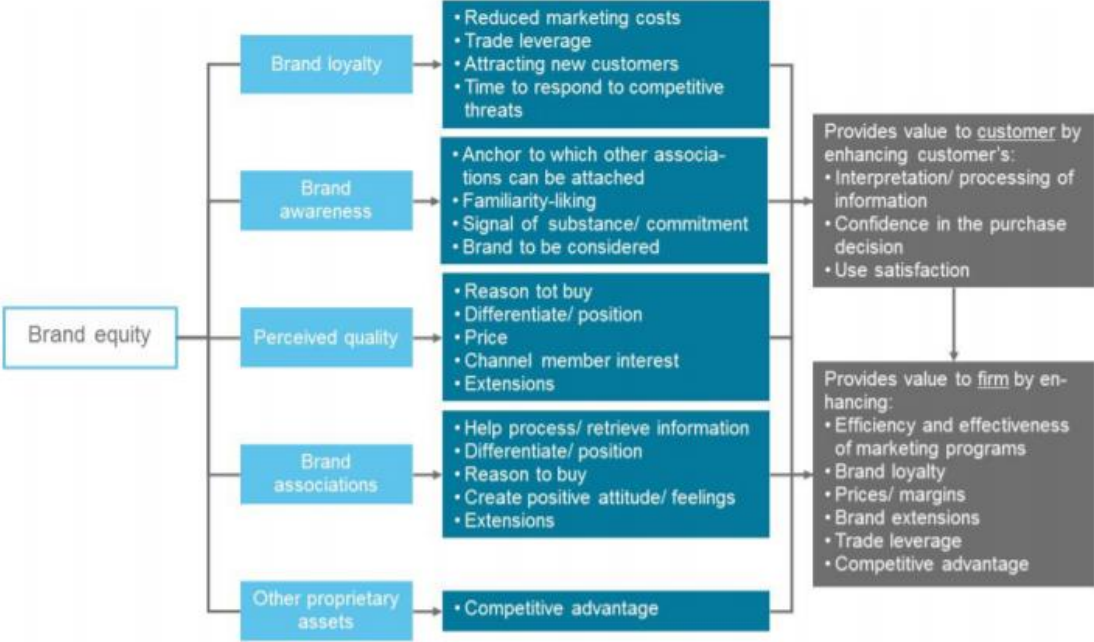 Brand equity
Brand loyalty
• Reduced marketing costs
• Trade leverage
• Attracting new customers
• Time to respond to competitive
threats
Brand
awareness
• Anchor to which other associa-
tions can be attached
• Familiarity-liking
• Signal of substance/ commitment
• Brand to be considered
Perceived quality
• Reason tot buy
• Differentiate/ position
• Price
• Channel member interest
• Extensions
Brand
associations
• Help process/ retrieve information
• Differentiate/ position
• Reason to buy
• Create positive attitude/ feelings
• Extensions
Other proprietary
assets
• Competitive advantage
Provides value to customer by
enhancing customer's:
• Interpretation/ processing of
information
• Confidence in the purchase
decision
• Use satisfaction
Provides value to firm by en-
hancing:
• Efficiency and effectiveness
of marketing programs
• Brand loyalty
• Prices/ margins
• Brand extensions
• Trade leverage
• Competitive advantage